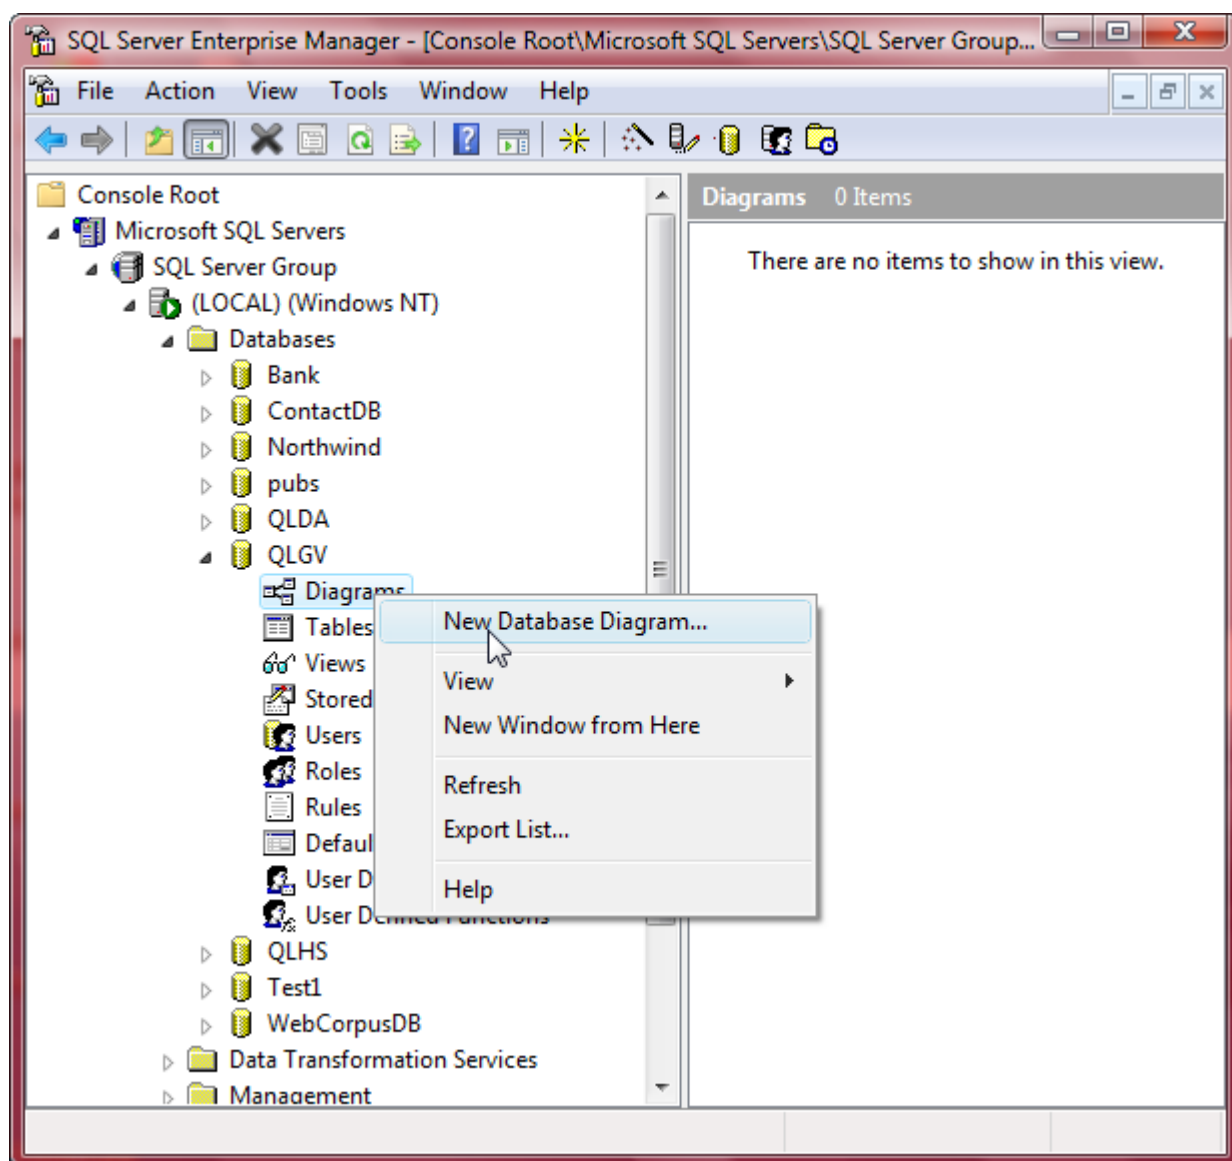 SQL Server Enterprise Manager - [Console Root\Microsoft SQL Servers\SQL Server Group...
File Action View Tools Window Help
Console Root
Microsoft SQL Servers
SQL Server Group
(LOCAL) (Windows NT)
Databases
Bank
ContactDB
Northwind
pubs
QLDA
QLGV
Diagrams
Tables
Views
Stored
Users
Roles
Rules
Defaul
User D
User Defined Functions
QLHS
Test1
WebCorpusDB
Data Transformation Services
Management
New Database Diagram...
View
New Window from Here
Refresh
Export List...
Help
Diagrams 0 Items
There are no items to show in this view.